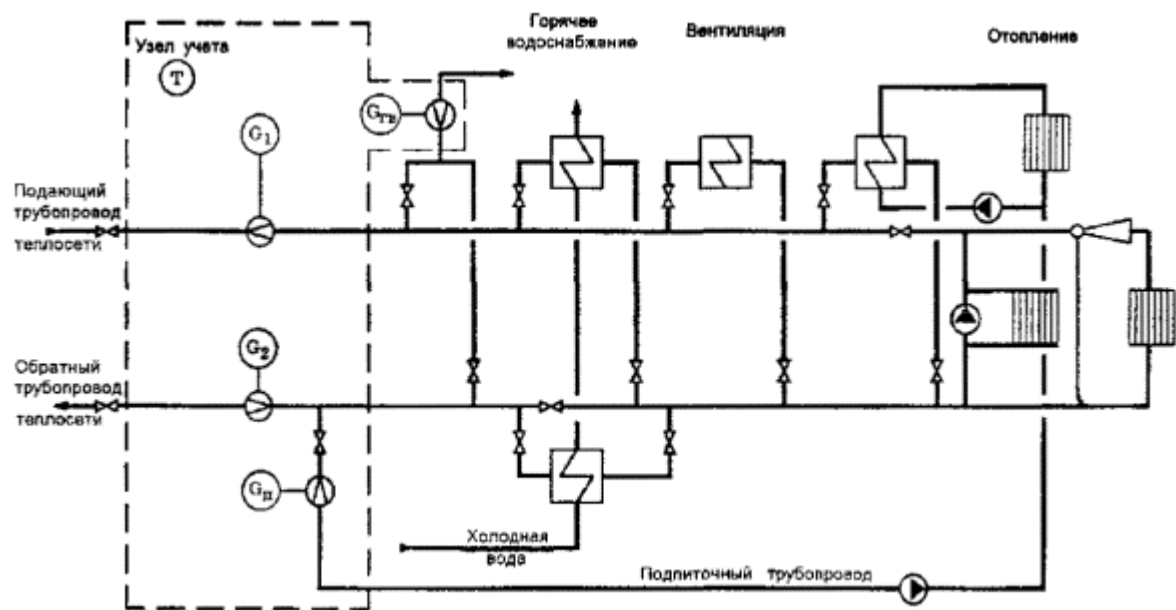 Горячее
водоснабжение
Вентиляция
Отопление
Узел учета
T
Gгв
G1
Подающий
трубопровод
теплосети
G2
Обратный
трубопровод
теплосети
Gп
Холодная
вода
Подпиточный трубопровод